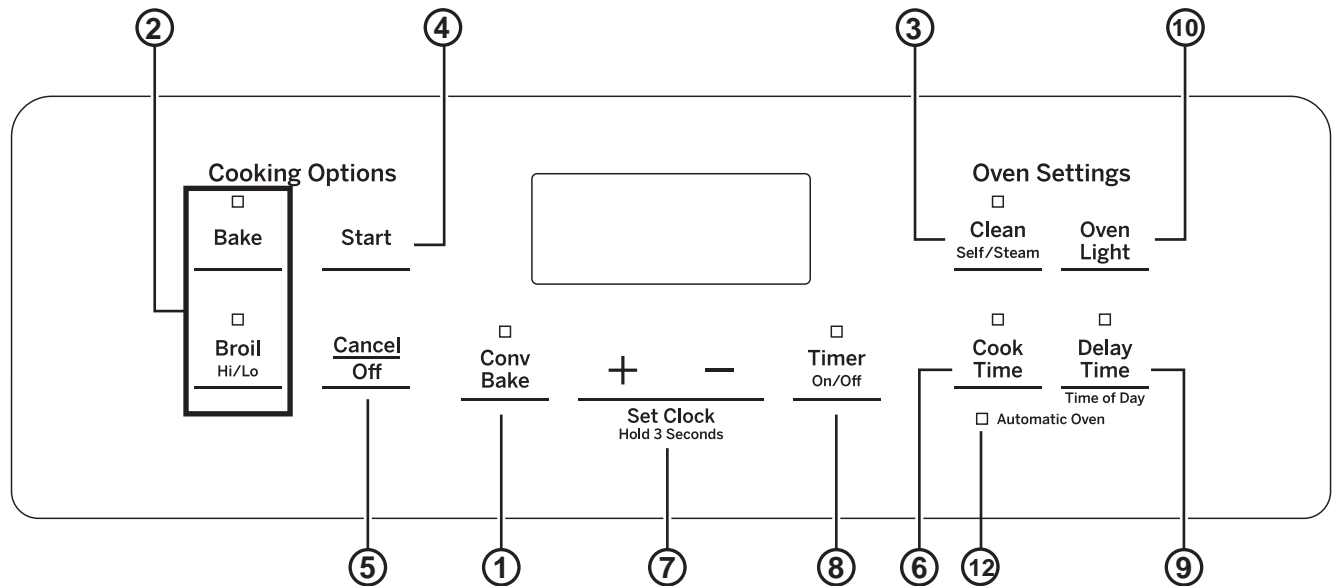 2 4 3 10
Cooking Options
Oven Settings
Bake
Start
Clean
Self/Steam
Oven
Light
Broil
Hi/Lo
Cancel
Off
Conv
Bake
+ −
Set Clock
Hold 3 Seconds
Timer
On/Off
Cook
Time
Delay
Time
Time of Day
Automatic Oven
5 1 7 8 6 12 9